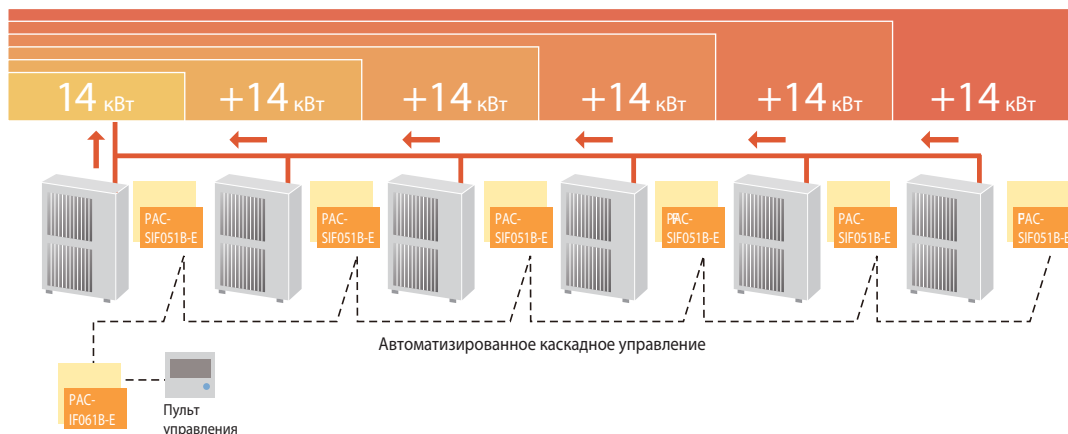 14 кВт +14 кВт +14 кВт +14 кВт +14 кВт +14 кВт
PAC-
SIF051B-E
PAC-
SIF051B-E
PAC-
SIF051B-E
PAC-
SIF051B-E
PAC-
SIF051B-E
PAC-
SIF051B-E
Автоматизированное каскадное управление
PAC-
IF061B-E
Пульт
управления